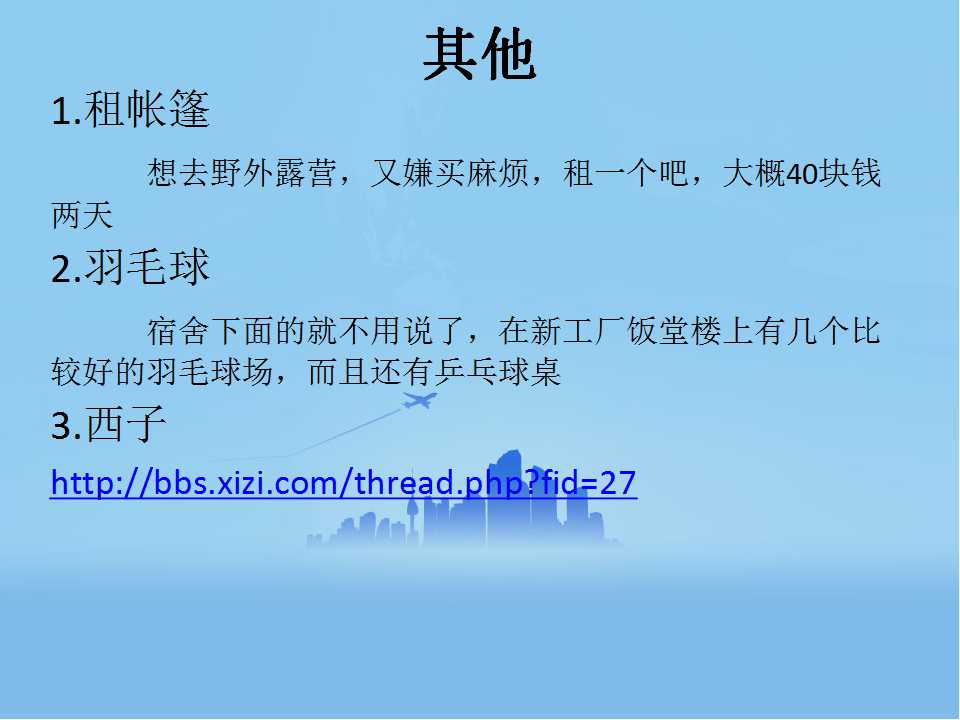 其他
1.租帐篷
想去野外露营，又嫌买麻烦，租一个吧，大概40块钱
两天
2.羽毛球
宿舍下面的就不用说了，在新工厂饭堂楼上有几个比
较好的羽毛球场，而且还有乒乓球桌
3.西子
http://bbs.xizi.com/thread.php?fid=27